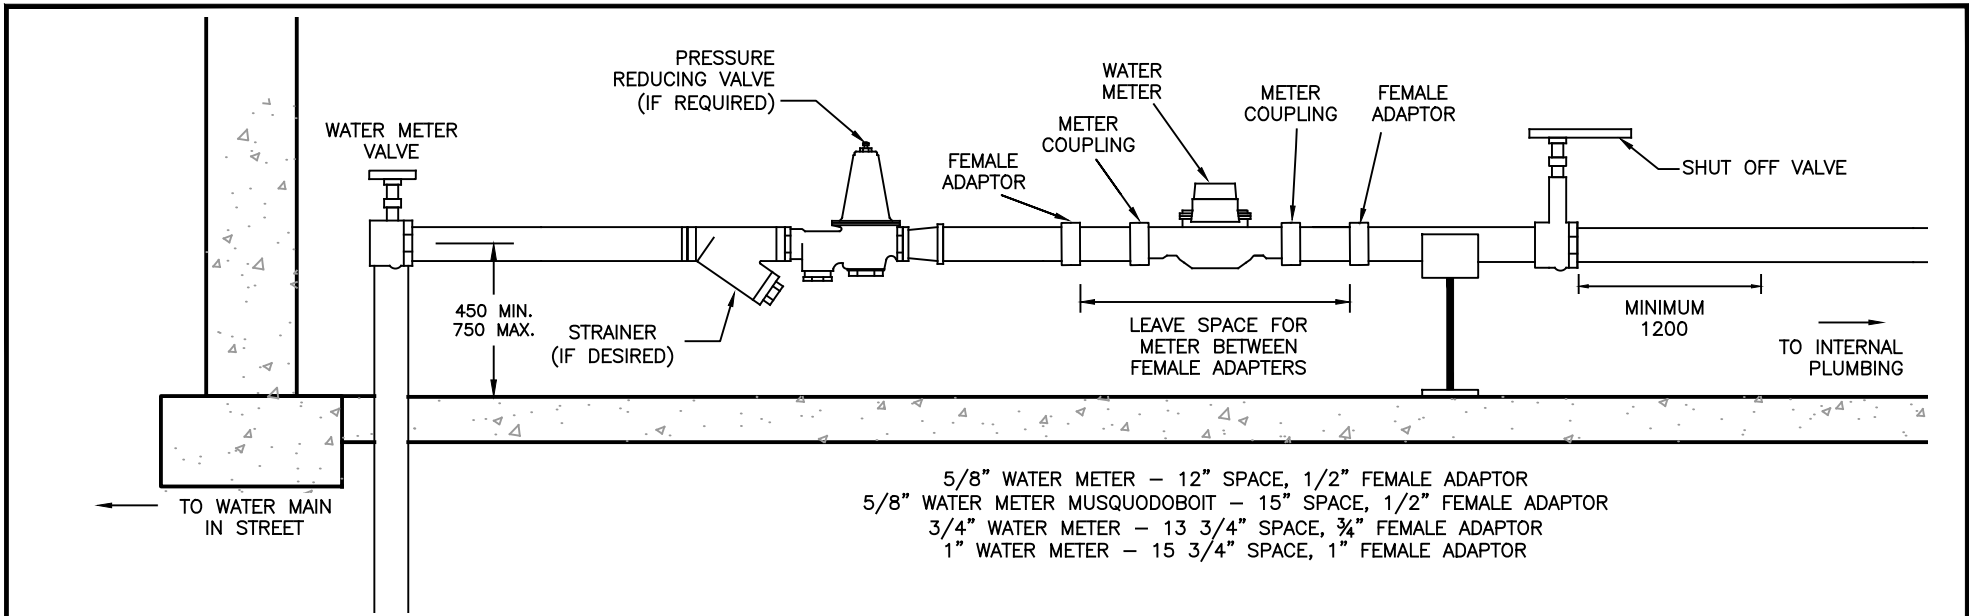 PRESSURE
REDUCING VALVE
(IF REQUIRED)
WATER
METER
METER
COUPLING
FEMALE
ADAPTOR
WATER METER
VALVE
METER
COUPLING
FEMALE
ADAPTOR
SHUT OFF VALVE
450 MIN.
750 MAX.
STRAINER
(IF DESIRED)
LEAVE SPACE FOR
METER BETWEEN
FEMALE ADAPTERS
MINIMUM
1200
TO INTERNAL
PLUMBING
TO WATER MAIN
IN STREET
5/8” WATER METER – 12” SPACE, 1/2” FEMALE ADAPTOR
5/8” WATER METER MUSQUODOBOIT – 15” SPACE, 1/2” FEMALE ADAPTOR
3/4” WATER METER – 13 3/4” SPACE, ¾” FEMALE ADAPTOR
1” WATER METER – 15 3/4” SPACE, 1” FEMALE ADAPTOR